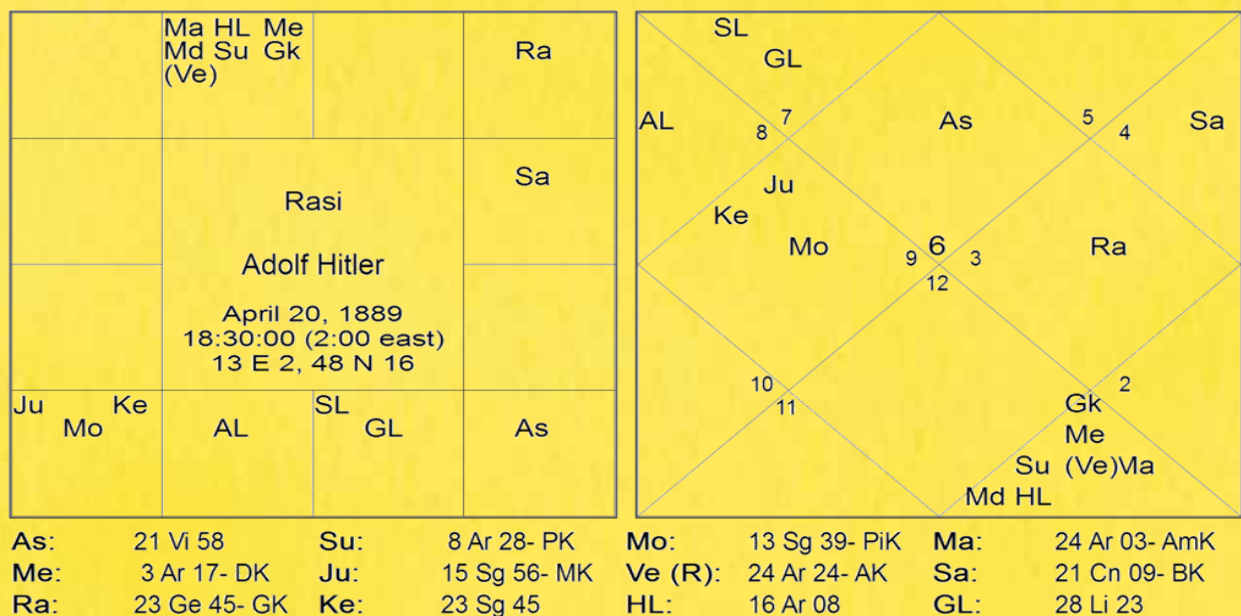 Ma HL Me
Md Su Gk
(Ve)
Ra
Sa
Rasi
Adolf Hitler
April 20, 1889
18:30:00 (2:00 east)
13 E 2, 48 N 16
Ju Ke
Mo
AL
SL
GL
As
SL
GL
AL
7
8
As
5
4
Sa
Ju
Ke
Mo
9
6
3
12
Ra
10
11
2
Gk
Me
Su (Ve) Ma
Md HL
As: 21 Vi 58 Su: 8 Ar 28- PK Mo: 13 Sg 39- PiK Ma: 24 Ar 03- AmK
Me: 3 Ar 17- DK Ju: 15 Sg 56- MK Ve (R): 24 Ar 24- AK Sa: 21 Cn 09- BK
Ra: 23 Ge 45- GK Ke: 23 Sg 45 HL: 16 Ar 08 GL: 28 Li 23